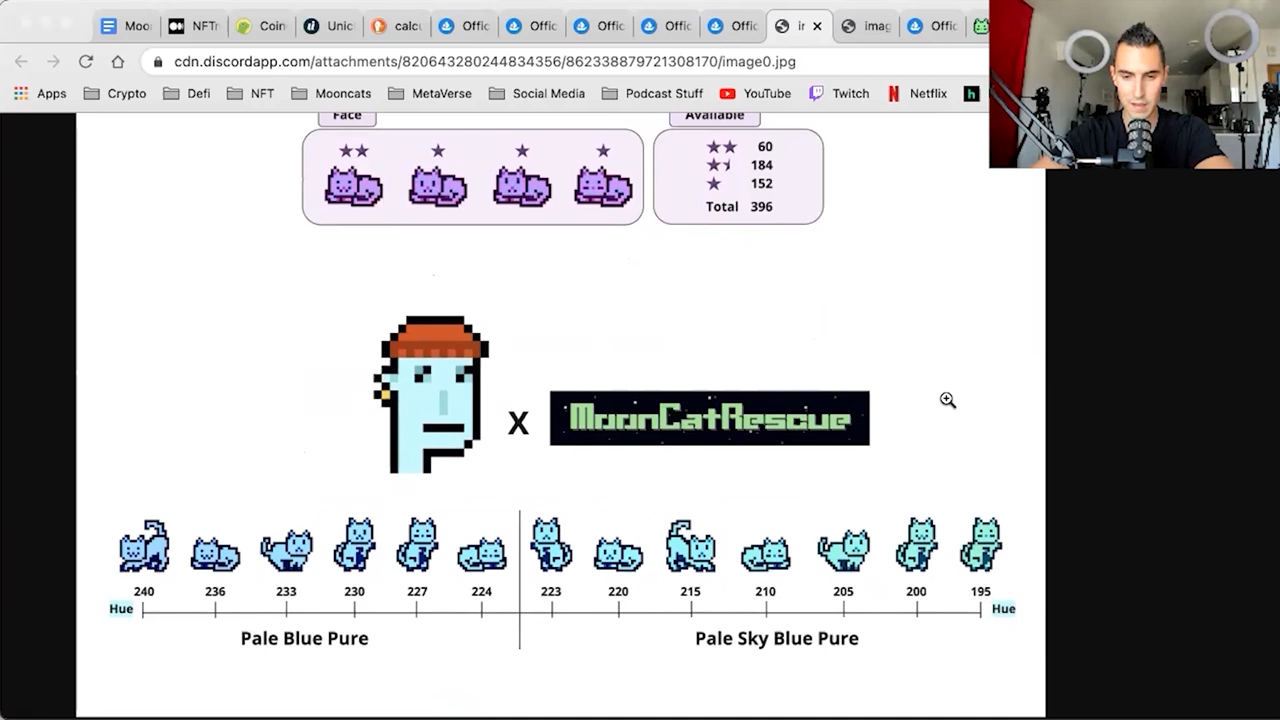 Moo
NFTr
Coin
Unic
calcu
Offic
Offic
Offic
Offic
Offic
ir
imag
Offic
cdn.discordapp.com/attachments/820643280244834356/862338879721308170/image0.jpg
Apps Crypto Defi NFT Mooncats MetaVerse Social Media Podcast Stuff YouTube Twitch Netflix h
Face Available
★★ ★ ★ ★
★★ 60
184
★ 152
Total 396
X MoonCatRescue
240 236 233 230 227 224 223 220 215 210 205 200 195
Hue Hue
Pale Blue Pure Pale Sky Blue Pure